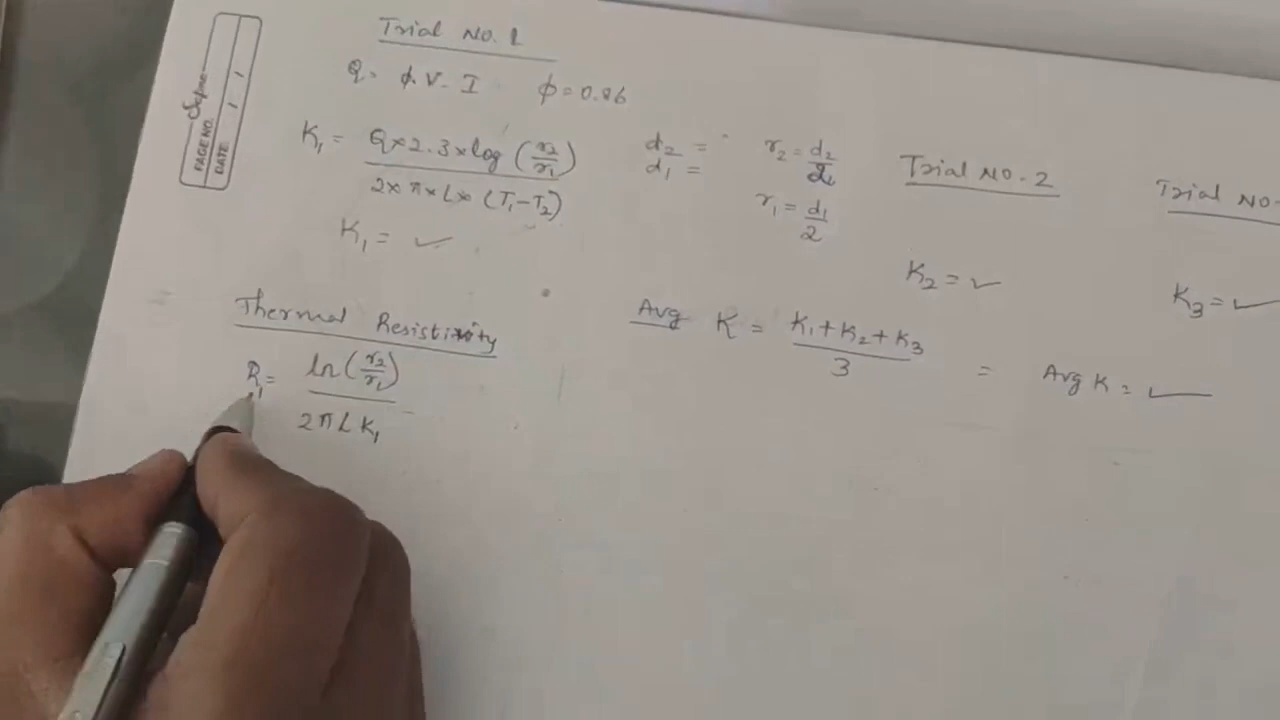 PAGE NO.
DATE / /
Trial No. 1
Q = ϕ. V. I ϕ = 0.86
K₁ = Q×2.3×log (r₂/r₁) / 2×π×L×(T₁-T₂)
d₂ =
d₁ =
r₂ = d₂/2
r₁ = d₁/2
K₁ = ✓
Trial NO. 2
K₂ = ✓
Trial NO.
K₃ = ✓
Thermal Resistivity
R₁ = ln(r₂/r₁) / 2πLK₁
Avg K = K₁+K₂+K₃ / 3 = Avg K = ✓